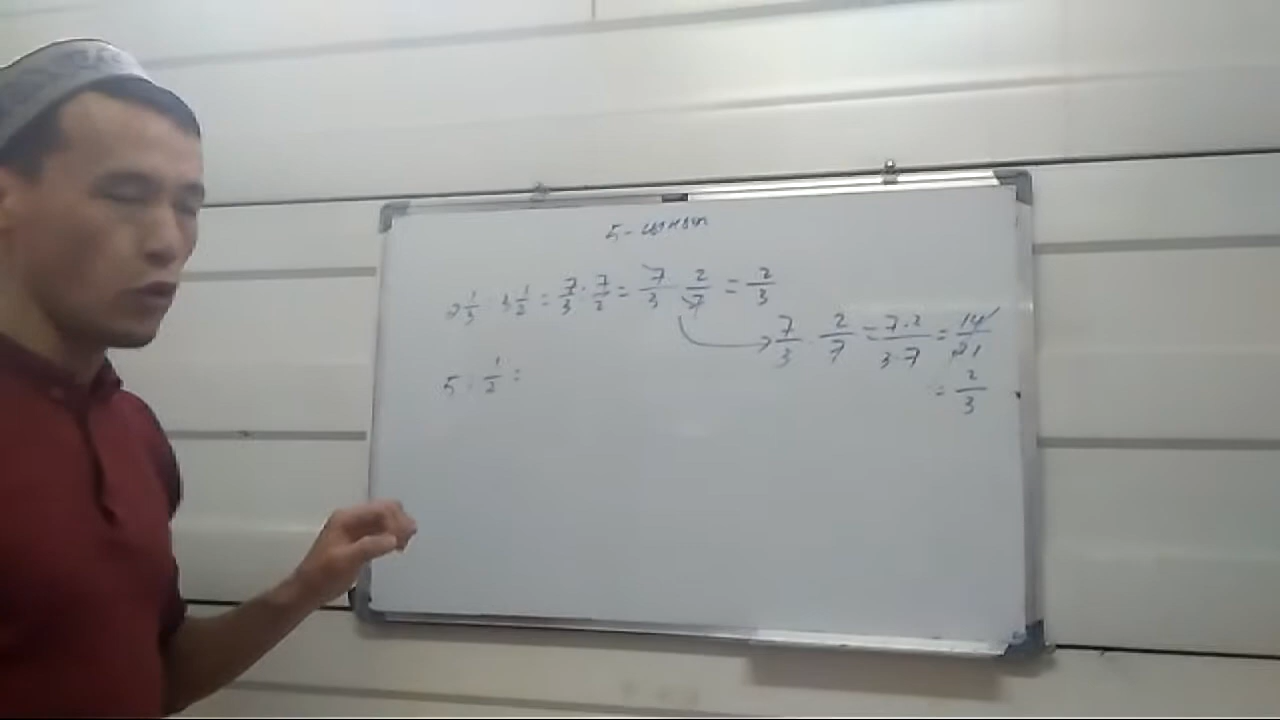 5-
2 1/3 : 3 1/2 = 7/3 : 7/2 = 7/3 · 2/7 = 2/3
7/3 · 2/7 = 7·2/3·7 = 14/21
= 2/3
5 : 1/2 =